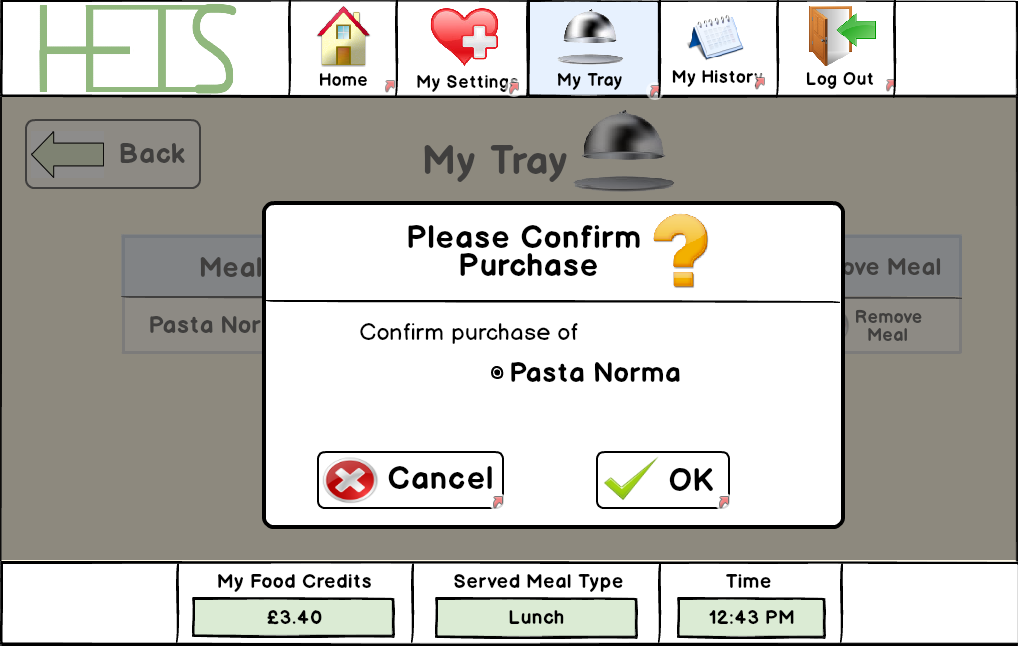 HETS
Home
My Settings
My Tray
My History
Log Out
Back
My Tray
Meal
ove Meal
Pasta Nor
Remove
Meal
Please Confirm
Purchase
Confirm purchase of
Pasta Norma
Cancel
OK
My Food Credits
Served Meal Type
Time
£3.40
Lunch
12:43 PM